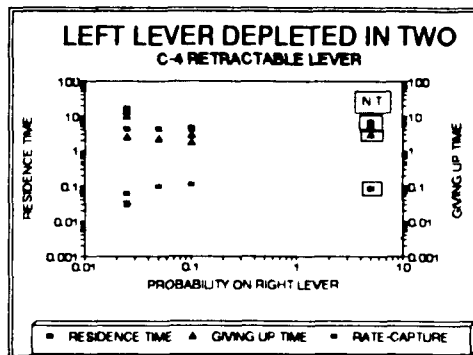 LEFT LEVER DEPLETED IN TWO
C-4 RETRACTABLE LEVER
100
10
1
0.1
0.01
0.001
RESIDENCE TIME
N T
100
10
1
0.1
0.01
0.001
GIVING UP TIME
0.01
0.1
1.0
PROBABILITY ON RIGHT LEVER
RESIDENCE TIME
GIVING UP TIME
RATE-CAPTURE